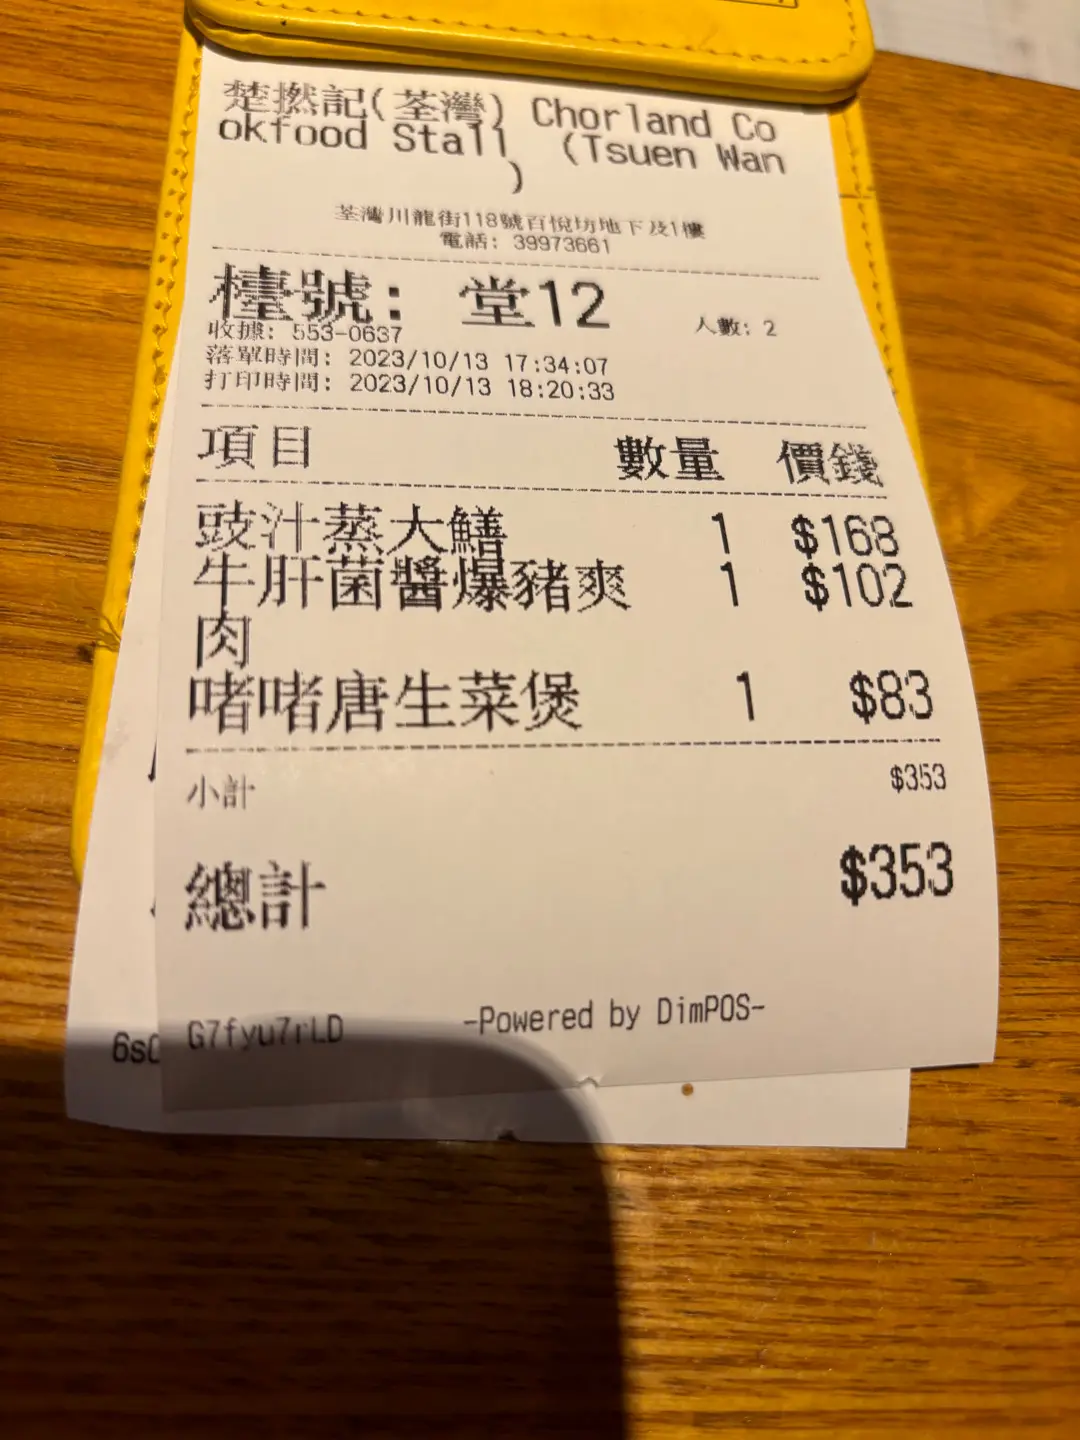 楚撚記(荃灣) Chorland Co
okfood Stall (Tsuen Wan
)
荃灣川龍街118號百悅坊地下及1樓
電話: 39973661
檯號: 堂12
人數: 2
收據: 553-0637
落單時間: 2023/10/13 17:34:07
打印時間: 2023/10/13 18:20:33
項目 數量 價錢
豉汁蒸大鱔 1 $168
牛肝菌醬爆豬爽 1 $102
肉
啫啫唐生菜煲 1 $83
小計 $353
總計 $353
G7fyu7rLD -Powered by DimPOS-